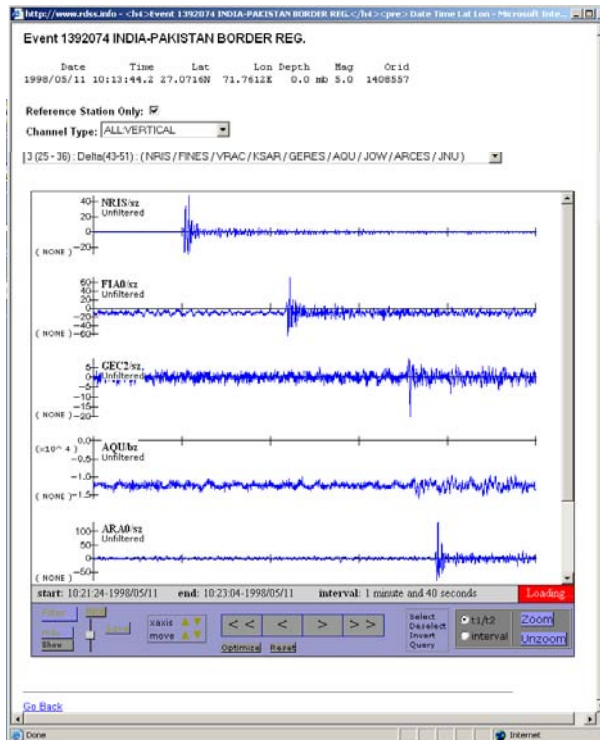 http://www.rdss.info - <h4>Event 1392074 INDIA-PAKISTAN BORDER REG.</h4> <pre> Date Time Lat Lon - Microsoft Inte...
Event 1392074 INDIA-PAKISTAN BORDER REG.
Date Time Lat Lon Depth Mag Orid
1998/05/11 10:13:44.2 27.0716N 71.7612E 0.0 mb 5.0 1408557
Reference Station Only:
Channel Type: ALL:VERTICAL
3 (25 - 36) : Delta(43-51) : ( NRIS / FINES / VRAC / KSAR / GERES / AQU / JOW / ARCES / JNU )
40
NRIS/sz
20
Unfiltered
0
( NONE )
-20
60
FIA0/sz
40
Unfiltered
20
0
-20
-40
( NONE )
-60
5
GEC2/sz
0
Unfiltered
-5
-10
-15
( NONE )
-20
(x10^ 4 )
0.0
AQU/bz
-0.5
Unfiltered
-1.0
( NONE )
-1.5
100
ARA0/sz
50
Unfiltered
0
-50
( NONE )
start: 10:21:24-1998/05/11 end: 10:23:04-1998/05/11 interval: 1 minute and 40 seconds Loading
Filter
Hide
Show
xaxis
move
< < < > > >
Optimize Reset
Select
Deselect
Invert
Query
t1/t2
interval
Zoom
Unzoom
Go Back
Done
Internet